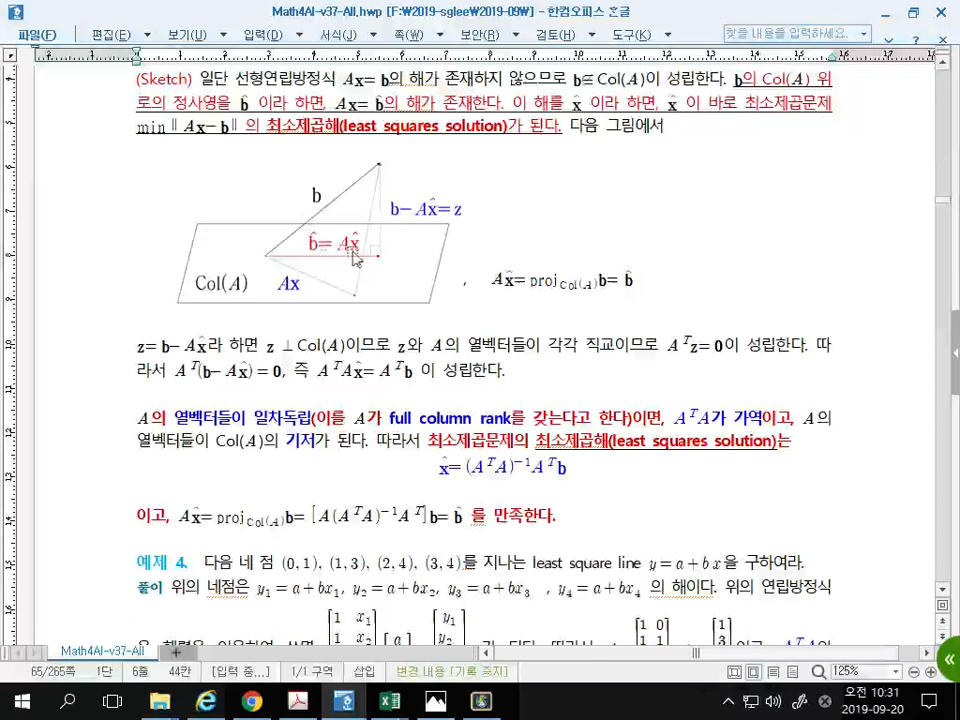 Math4AI-v37-All.hwp [F:₩2019-sglee₩2019-09₩] - 한컴오피스 한글
파일(F) 편집(E) 보기(U) 입력(D) 서식(J) 쪽(W) 보안(R) 검토(H) 도구(K) 찾을 내용을 입력하세요
(Sketch) 일단 선형연립방정식 Ax= b의 해가 존재하지 않으므로 b∉Col(A)이 성립한다. b의 Col(A) 위
로의 정사영을 b̂ 이라 하면, Ax= b̂의 해가 존재한다. 이 해를 x̂ 이라 하면, x̂ 이 바로 최소제곱문제
min‖Ax−b‖ 의 최소제곱해(least squares solution)가 된다. 다음 그림에서
b
b−Ax̂= z
b̂= Ax̂
Col(A) Ax , Ax̂= proj_Col(A) b= b̂
z= b−Ax̂라 하면 z ⊥Col(A)이므로 z와 A의 열벡터들이 각각 직교이므로 A^T z= 0이 성립한다. 따
라서 A^T(b−Ax̂) = 0, 즉 A^T Ax̂= A^T b 이 성립한다.
A의 열벡터들이 일차독립(이를 A가 full column rank를 갖는다고 한다)이면, A^T A가 가역이고, A의
열벡터들이 Col(A)의 기저가 된다. 따라서 최소제곱문제의 최소제곱해(least squares solution)는
x̂= (A^T A)^−1 A^T b
이고, Ax̂= proj_Col(A) b= [A(A^T A)^−1 A^T]b= b̂ 를 만족한다.
예제 4. 다음 네 점 (0,1), (1,3), (2,4), (3,4)를 지나는 least square line y = a + b x을 구하여라.
풀이 위의 네점은 y₁ = a + bx₁, y₂ = a + bx₂, y₃ = a + bx₃ , y₄ = a + bx₄ 의 해이다. 위의 연립방정식
1 x₁ y₁ 1 0 1
1 x₂ a y₂ 1 1 3
Math4AI-v37-All
65/265쪽 1단 6줄 44칸 [입력 중...] 1/1 구역 삽입 변경 내용 [기록 중지] 125%
오전 10:31
2019-09-20